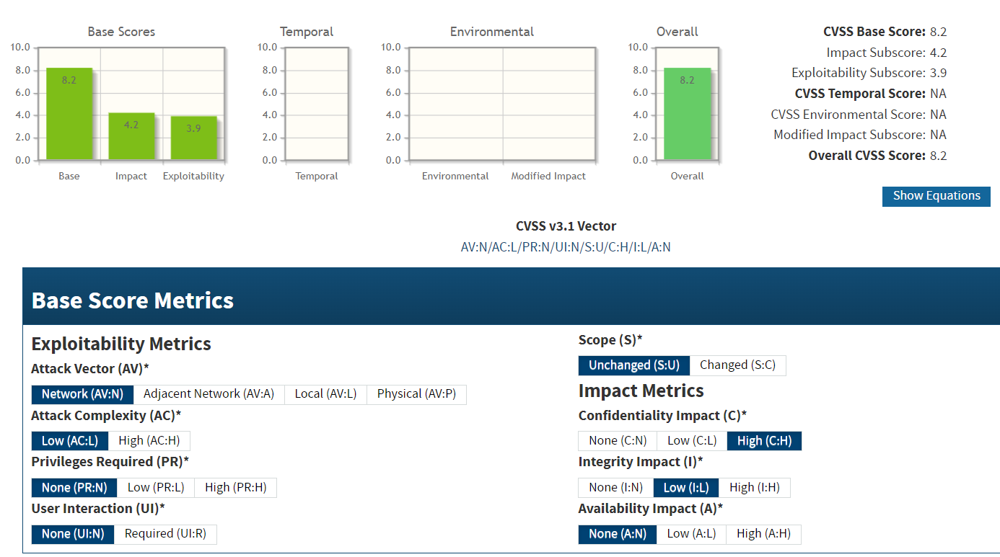 Base Scores
10.0
8.0
6.0
4.0
2.0
0.0
8.2
4.2
3.9
Base Impact Exploitability
Temporal
10.0
8.0
6.0
4.0
2.0
0.0
Temporal
Environmental
10.0
8.0
6.0
4.0
2.0
0.0
Environmental Modified Impact
Overall
10.0
8.0
6.0
4.0
2.0
0.0
8.2
Overall
CVSS Base Score: 8.2
Impact Subscore: 4.2
Exploitability Subscore: 3.9
CVSS Temporal Score: NA
CVSS Environmental Score: NA
Modified Impact Subscore: NA
Overall CVSS Score: 8.2
Show Equations
CVSS v3.1 Vector
AV:N/AC:L/PR:N/UI:N/S:U/C:H/I:L/A:N
Base Score Metrics
Exploitability Metrics
Attack Vector (AV)*
Network (AV:N) Adjacent Network (AV:A) Local (AV:L) Physical (AV:P)
Attack Complexity (AC)*
Low (AC:L) High (AC:H)
Privileges Required (PR)*
None (PR:N) Low (PR:L) High (PR:H)
User Interaction (UI)*
None (UI:N) Required (UI:R)
Scope (S)*
Unchanged (S:U) Changed (S:C)
Impact Metrics
Confidentiality Impact (C)*
None (C:N) Low (C:L) High (C:H)
Integrity Impact (I)*
None (I:N) Low (I:L) High (I:H)
Availability Impact (A)*
None (A:N) Low (A:L) High (A:H)